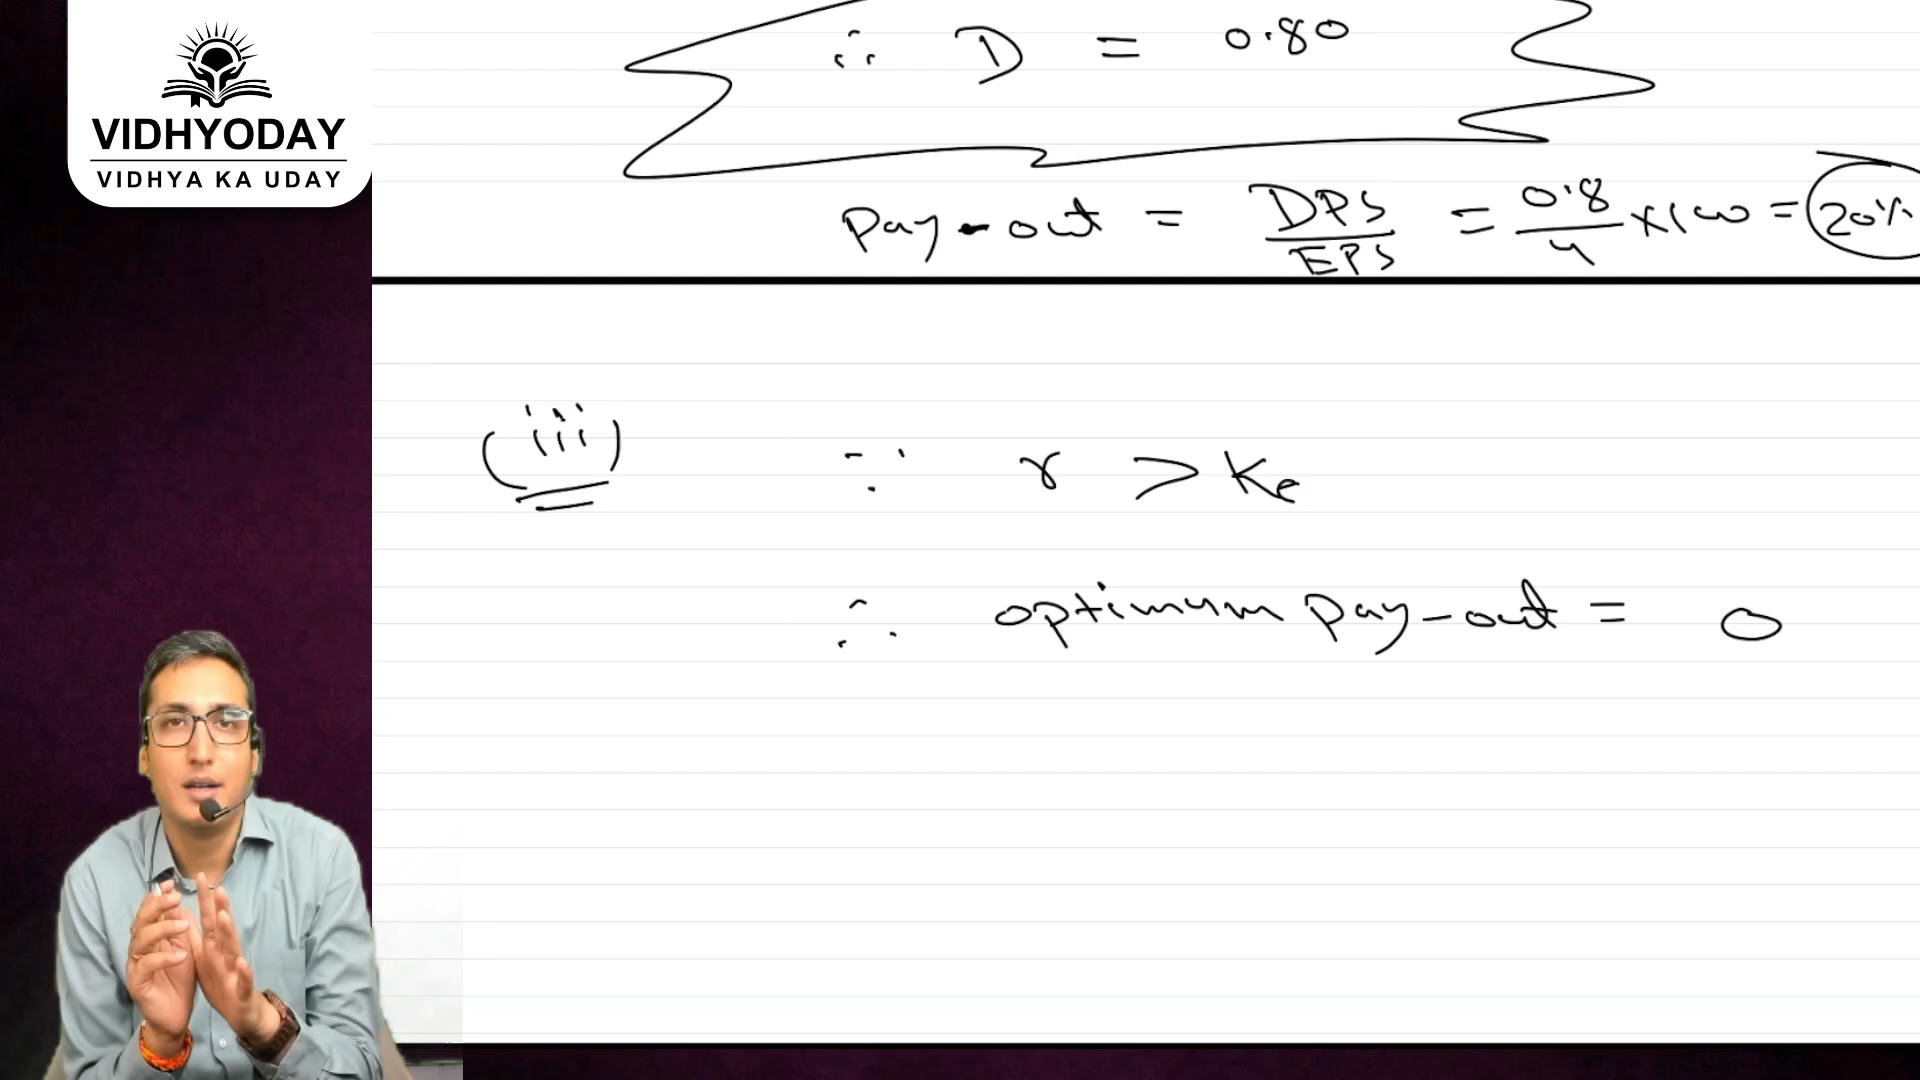 VIDHYODAY
VIDHYA KA UDAY
∴ D = 0.80
Pay-out = DPS/EPS = 0.8/4 × 100 = 20%
(iii) ∵ r > Ke
∴ optimum pay-out = 0